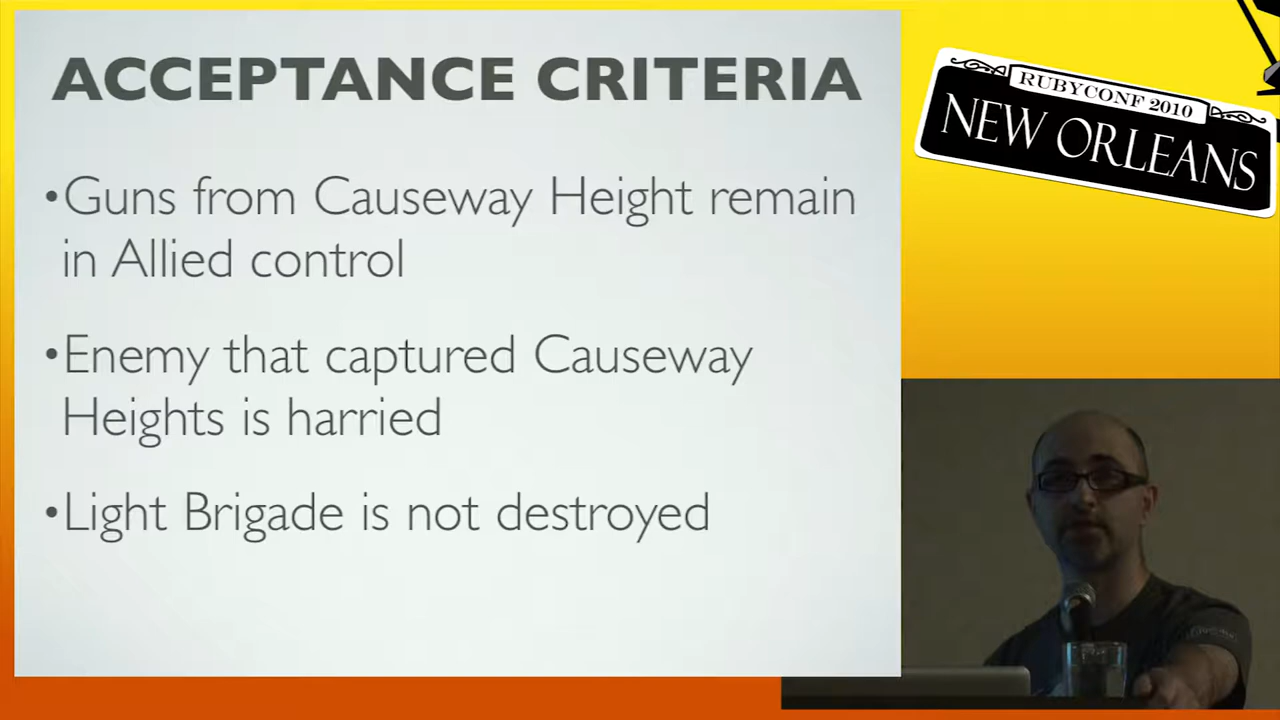 ACCEPTANCE CRITERIA
•Guns from Causeway Height remain
in Allied control
•Enemy that captured Causeway
Heights is harried
•Light Brigade is not destroyed
RUBYCONF 2010
NEW ORLEANS